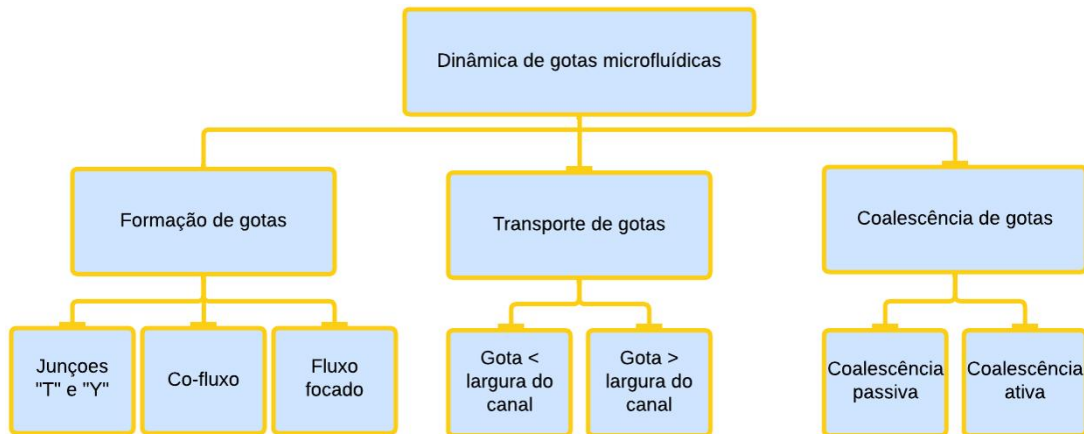 Dinâmica de gotas microfluídicas
Formação de gotas
Transporte de gotas
Coalescência de gotas
Junçoes
"T" e "Y"
Co-fluxo
Fluxo
focado
Gota <
largura do
canal
Gota >
largura do
canal
Coalescência
passiva
Coalescência
ativa